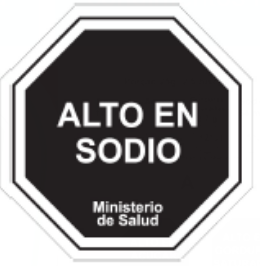 ALTO EN
SODIO
Ministerio
de Salud